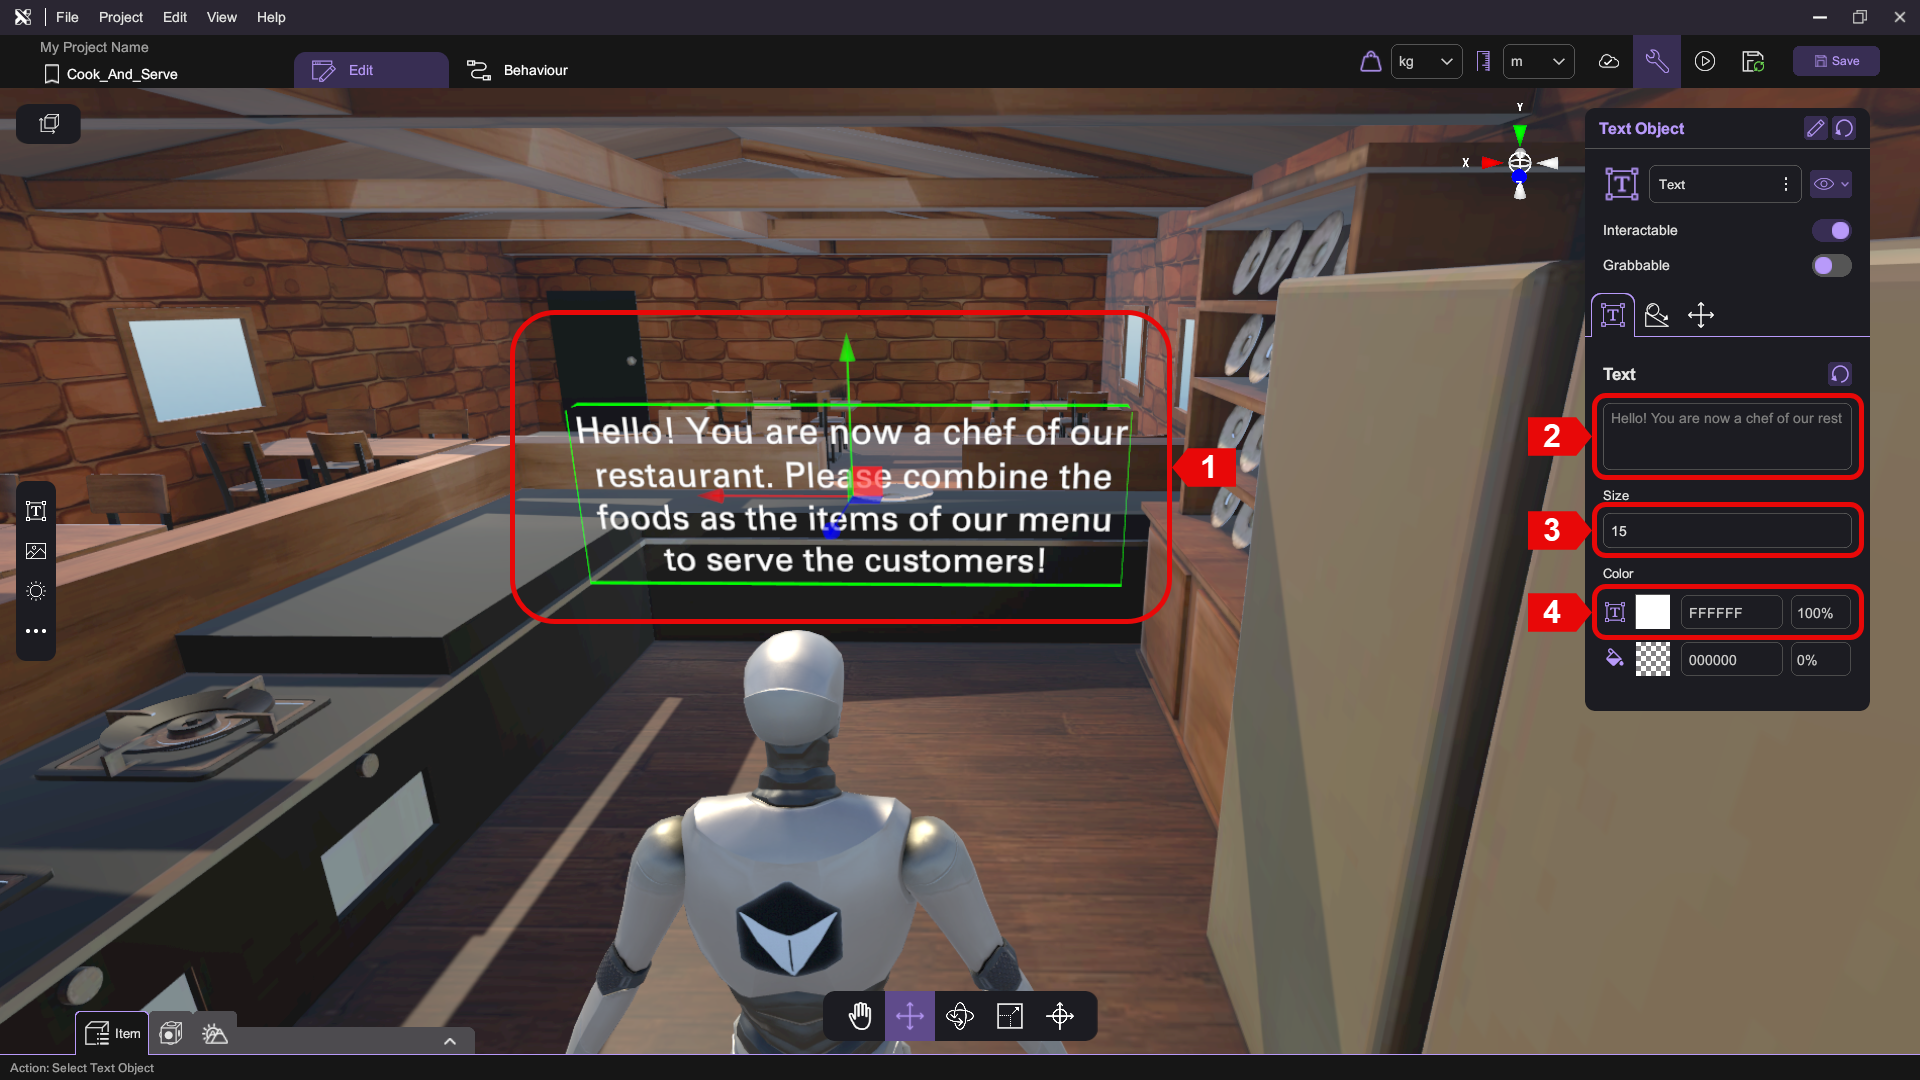 File Project Edit View Help
My Project Name
Cook_And_Serve
Edit
Behaviour
kg
m
Save
Y
X
Text Object
Text
Interactable
Grabbable
Text
Hello! You are now a chef of our rest
Size
15
Color
FFFFFF
100%
000000
0%
1
2
3
4
Hello! You are now a chef of our
restaurant. Please combine the
foods as the items of our menu
to serve the customers!
Item
Action: Select Text Object